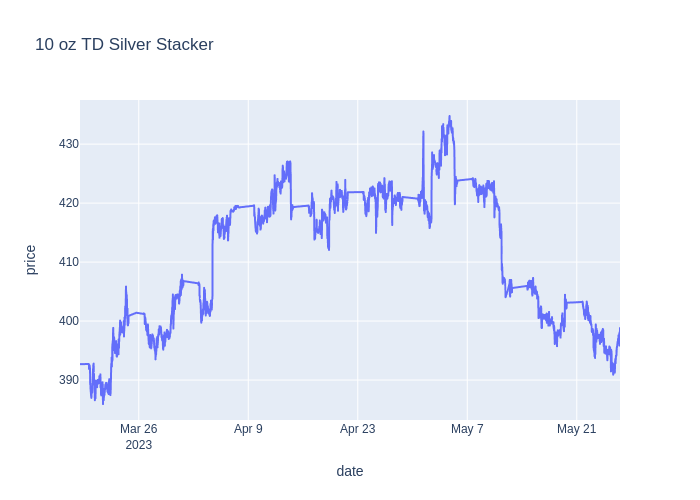 10 oz TD Silver Stacker
price
430
420
410
400
390
Mar 26
2023
Apr 9
Apr 23
May 7
May 21
date